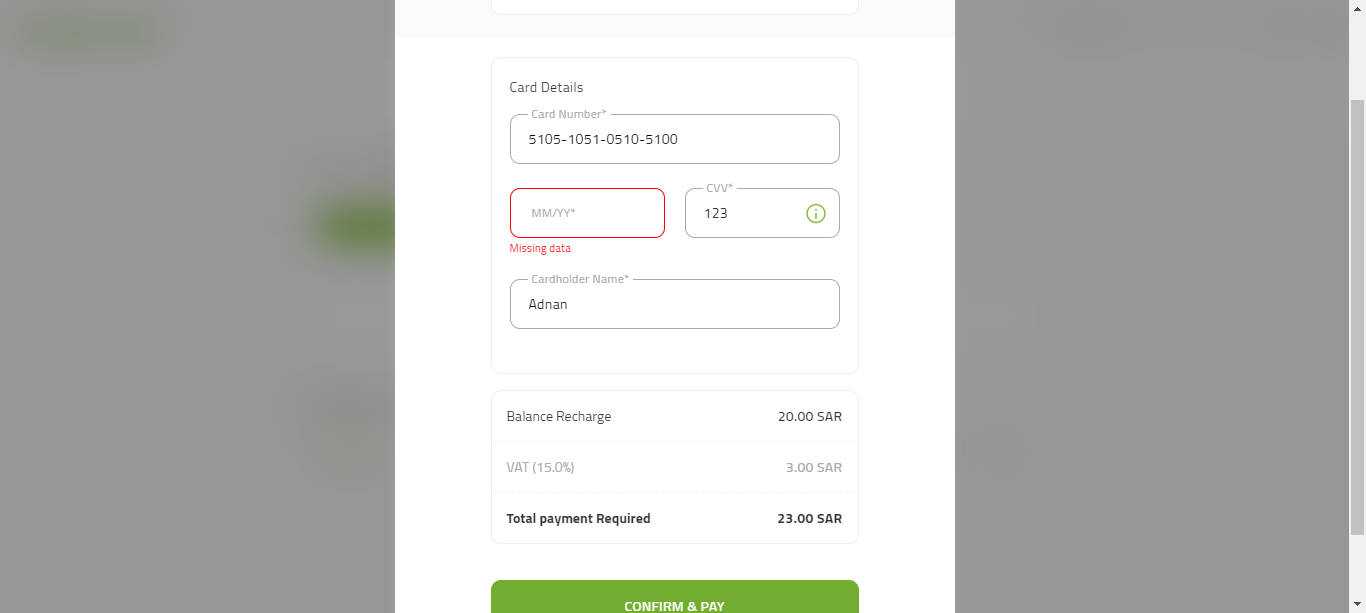 Card Details
Card Number*
5105-1051-0510-5100
MM/YY*
CVV*
123
Missing data
Cardholder Name*
Adnan
Balance Recharge 20.00 SAR
VAT (15.0%) 3.00 SAR
Total payment Required 23.00 SAR
CONFIRM & PAY